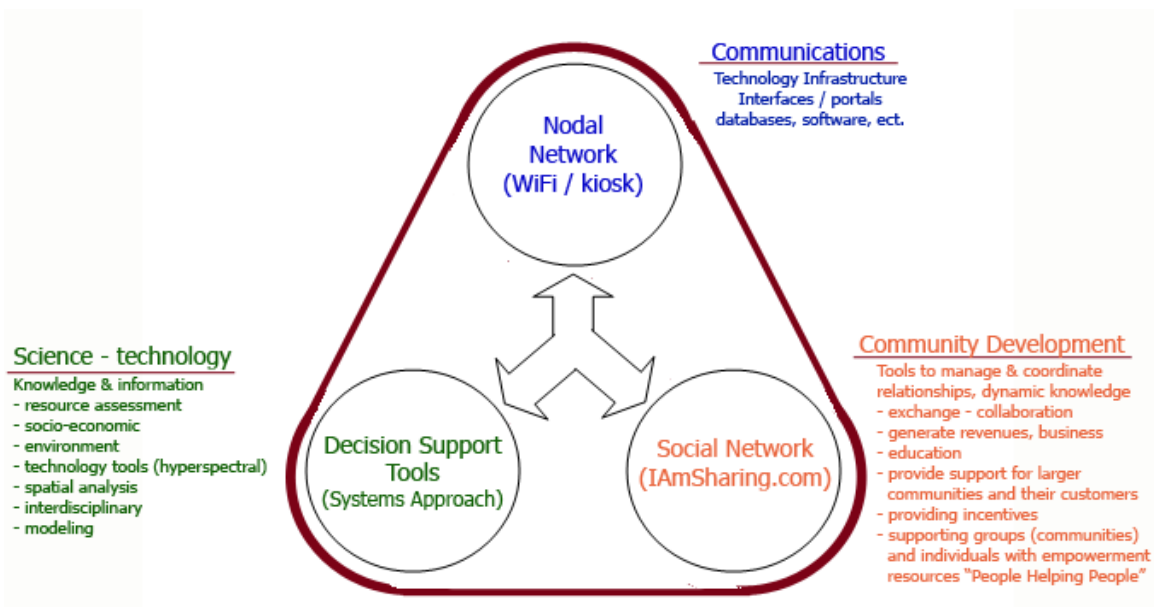 Communications
Technology Infrastructure
Interfaces / portals
databases, software, ect.
Nodal
Network
(WiFi / kiosk)
Science - technology
Knowledge & information
- resource assessment
- socio-economic
- environment
- technology tools (hyperspectral)
- spatial analysis
- interdisciplinary
- modeling
Decision Support
Tools
(Systems Approach)
Social Network
(IAmSharing.com)
Community Development
Tools to manage & coordinate
relationships, dynamic knowledge
- exchange - collaboration
- generate revenues, business
- education
- provide support for larger
communities and their customers
- providing incentives
- supporting groups (communities)
and individuals with empowerment
resources "People Helping People"